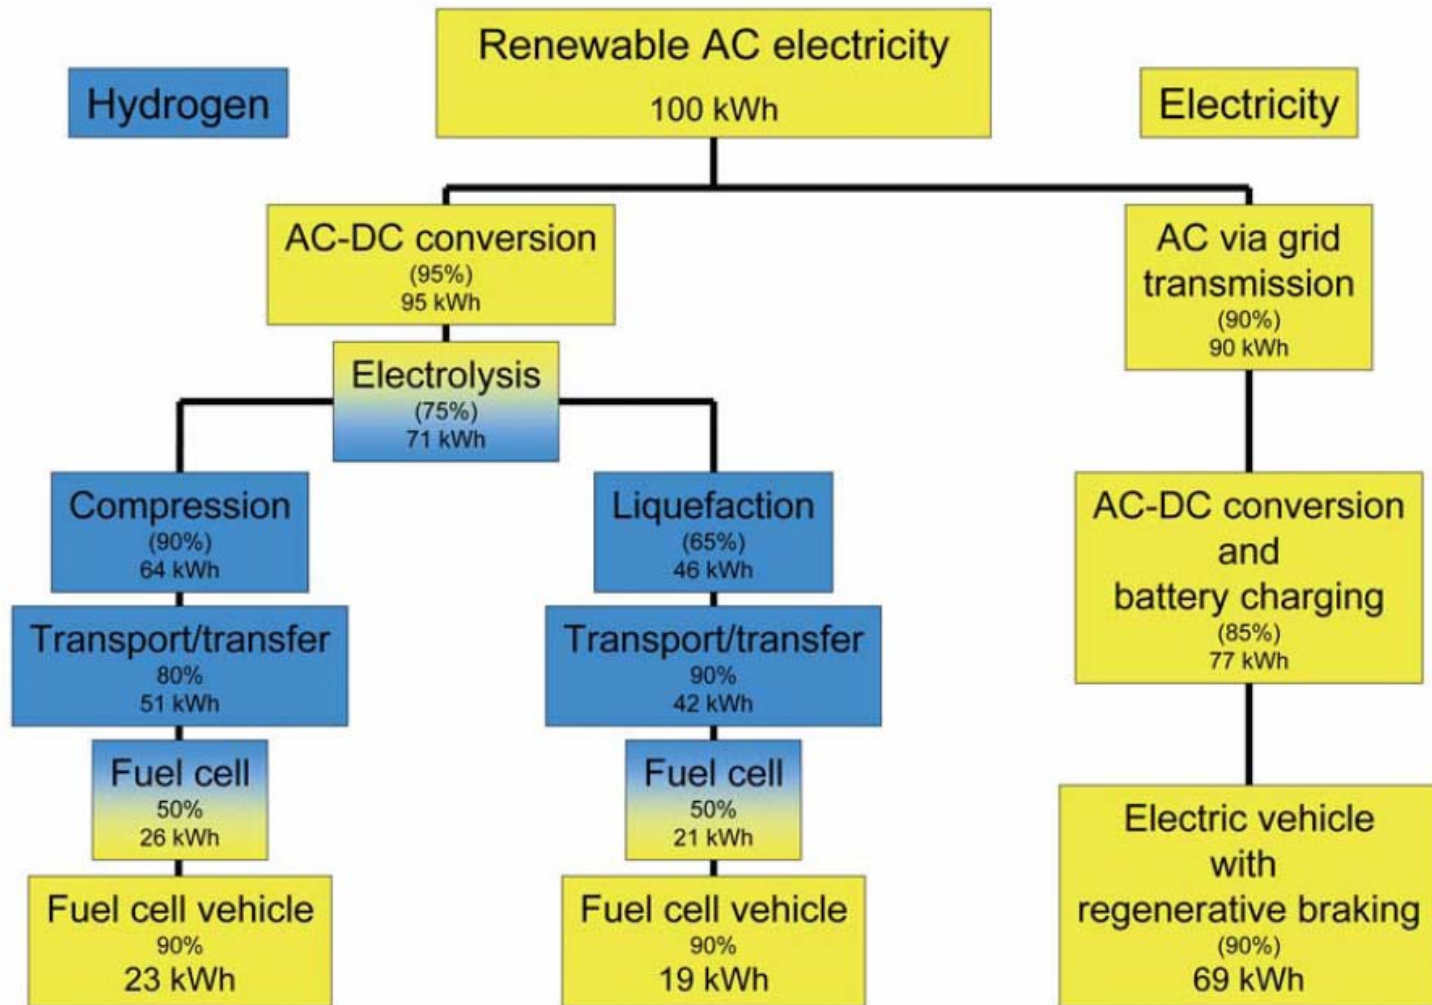 Renewable AC electricity
100 kWh
Hydrogen
Electricity
AC-DC conversion
(95%)
95 kWh
AC via grid
transmission
(90%)
90 kWh
Electrolysis
(75%)
71 kWh
Compression
(90%)
64 kWh
Liquefaction
(65%)
46 kWh
AC-DC conversion
and
battery charging
(85%)
77 kWh
Transport/transfer
80%
51 kWh
Transport/transfer
90%
42 kWh
Fuel cell
50%
26 kWh
Fuel cell
50%
21 kWh
Fuel cell vehicle
90%
23 kWh
Fuel cell vehicle
90%
19 kWh
Electric vehicle
with
regenerative braking
(90%)
69 kWh